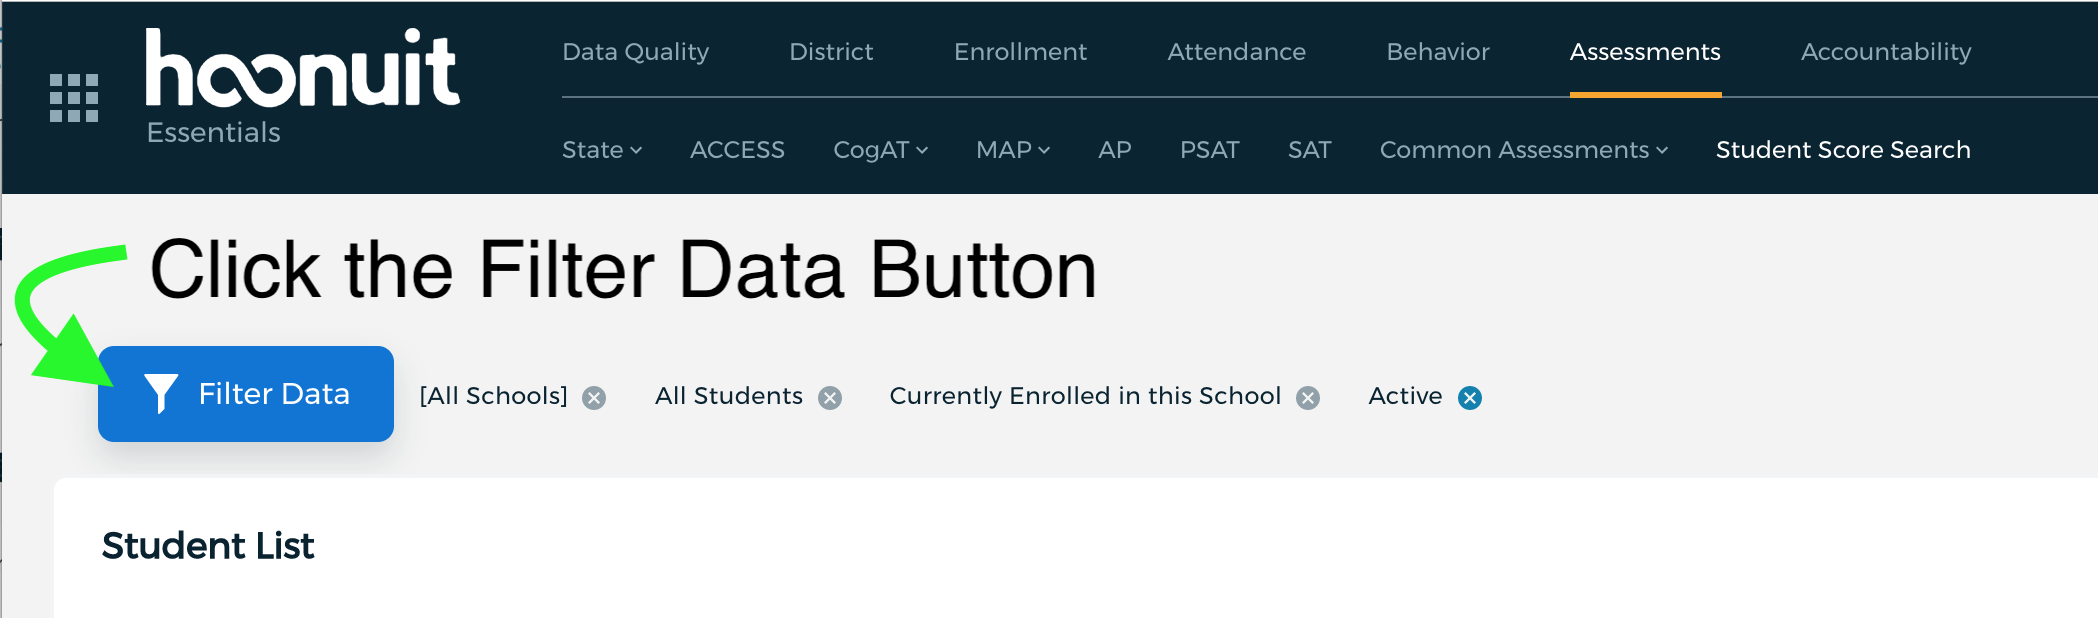 hoonuit
Essentials
Data Quality District Enrollment Attendance Behavior Assessments Accountability
State ACCESS CogAT MAP AP PSAT SAT Common Assessments Student Score Search
Click the Filter Data Button
Filter Data [All Schools] All Students Currently Enrolled in this School Active
Student List